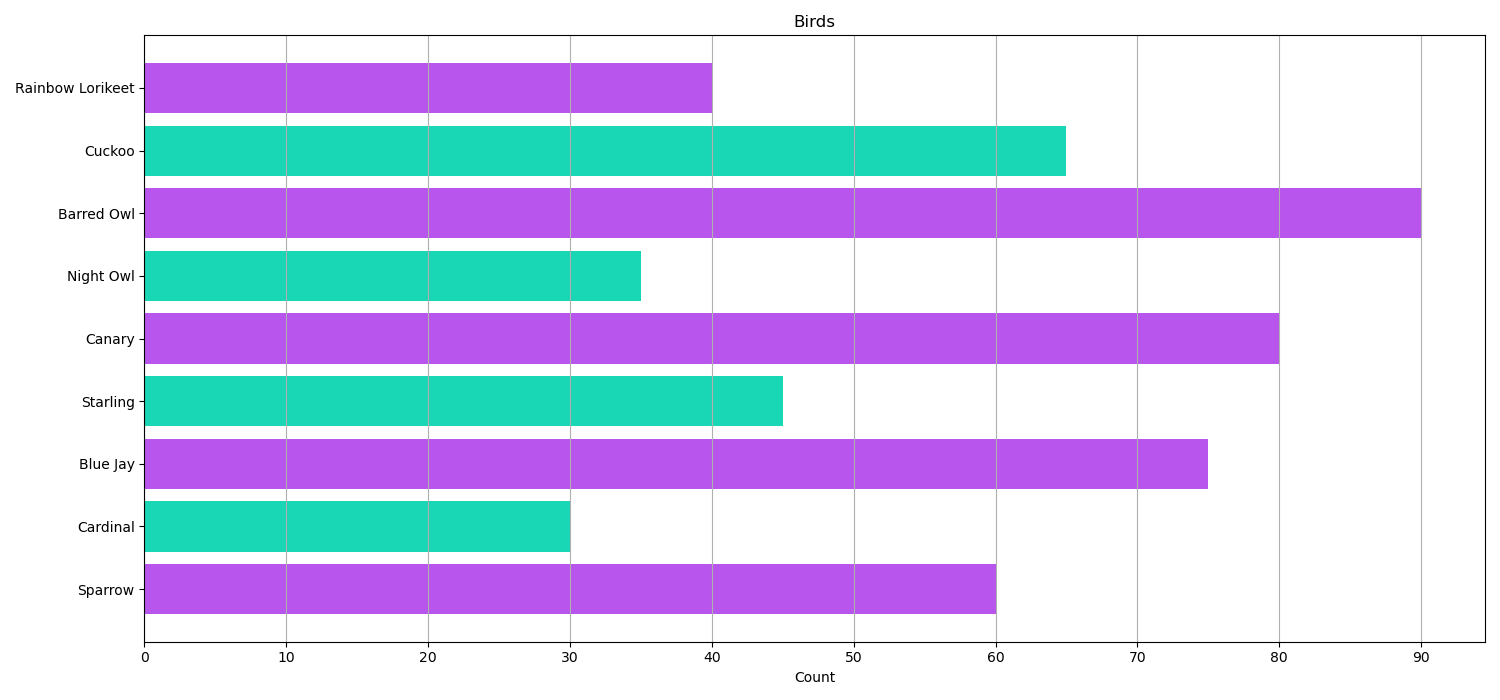 Birds
Rainbow Lorikeet
Cuckoo
Barred Owl
Night Owl
Canary
Starling
Blue Jay
Cardinal
Sparrow
0 10 20 30 40 50 60 70 80 90
Count